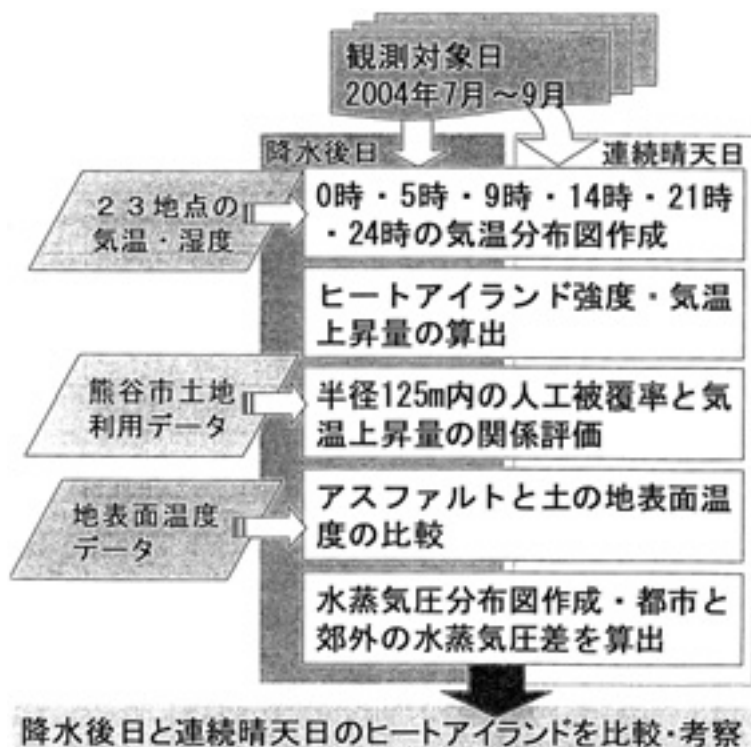 観測対象日
2004年7月～9月
降水後日
連続晴天日
２３地点の
気温・湿度
0時・5時・9時・14時・21時
・24時の気温分布図作成
ヒートアイランド強度・気温
上昇量の算出
熊谷市土地
利用データ
半径125m内の人工被覆率と気
温上昇量の関係評価
地表面温度
データ
アスファルトと土の地表面温
度の比較
水蒸気圧分布図作成・都市と
郊外の水蒸気圧差を算出
降水後日と連続晴天日のヒートアイランドを比較・考察